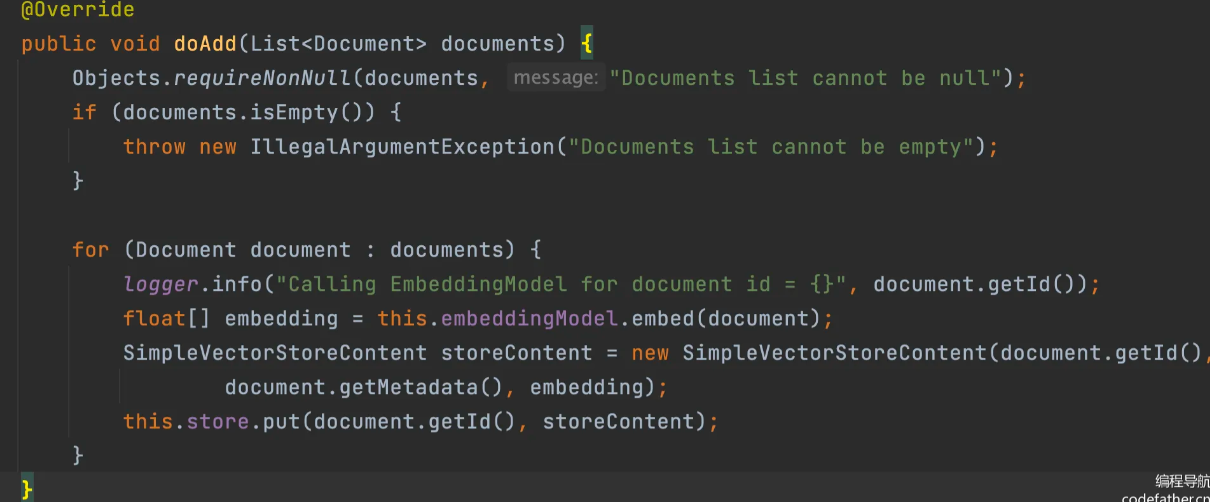 @Override
public void doAdd(List<Document> documents) {
    Objects.requireNonNull(documents, message: "Documents list cannot be null");
    if (documents.isEmpty()) {
        throw new IllegalArgumentException("Documents list cannot be empty");
    }
    for (Document document : documents) {
        logger.info("Calling EmbeddingModel for document id = {}", document.getId());
        float[] embedding = this.embeddingModel.embed(document);
        SimpleVectorStoreContent storeContent = new SimpleVectorStoreContent(document.getId(),
                document.getMetadata(), embedding);
        this.store.put(document.getId(), storeContent);
    }
}
编程导航
codefather.cn